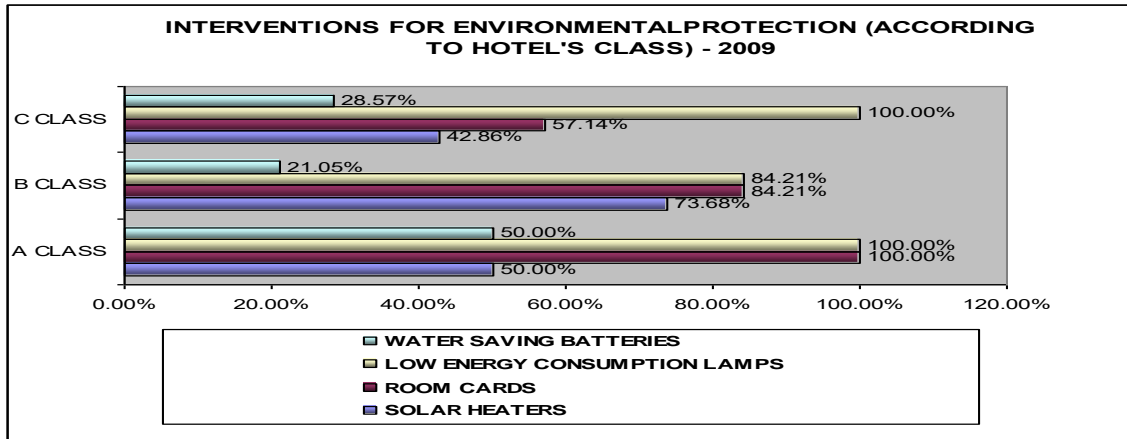 INTERVENTIONS FOR ENVIRONMENTALPROTECTION (ACCORDING
TO HOTEL'S CLASS) - 2009
C CLASS
28.57%
100.00%
57.14%
42.86%
B CLASS
21.05%
84.21%
84.21%
73.68%
A CLASS
50.00%
100.00%
100.00%
50.00%
0.00% 20.00% 40.00% 60.00% 80.00% 100.00% 120.00%
WATER SAVING BATTERIES
LOW ENERGY CONSUMPTION LAMPS
ROOM CARDS
SOLAR HEATERS